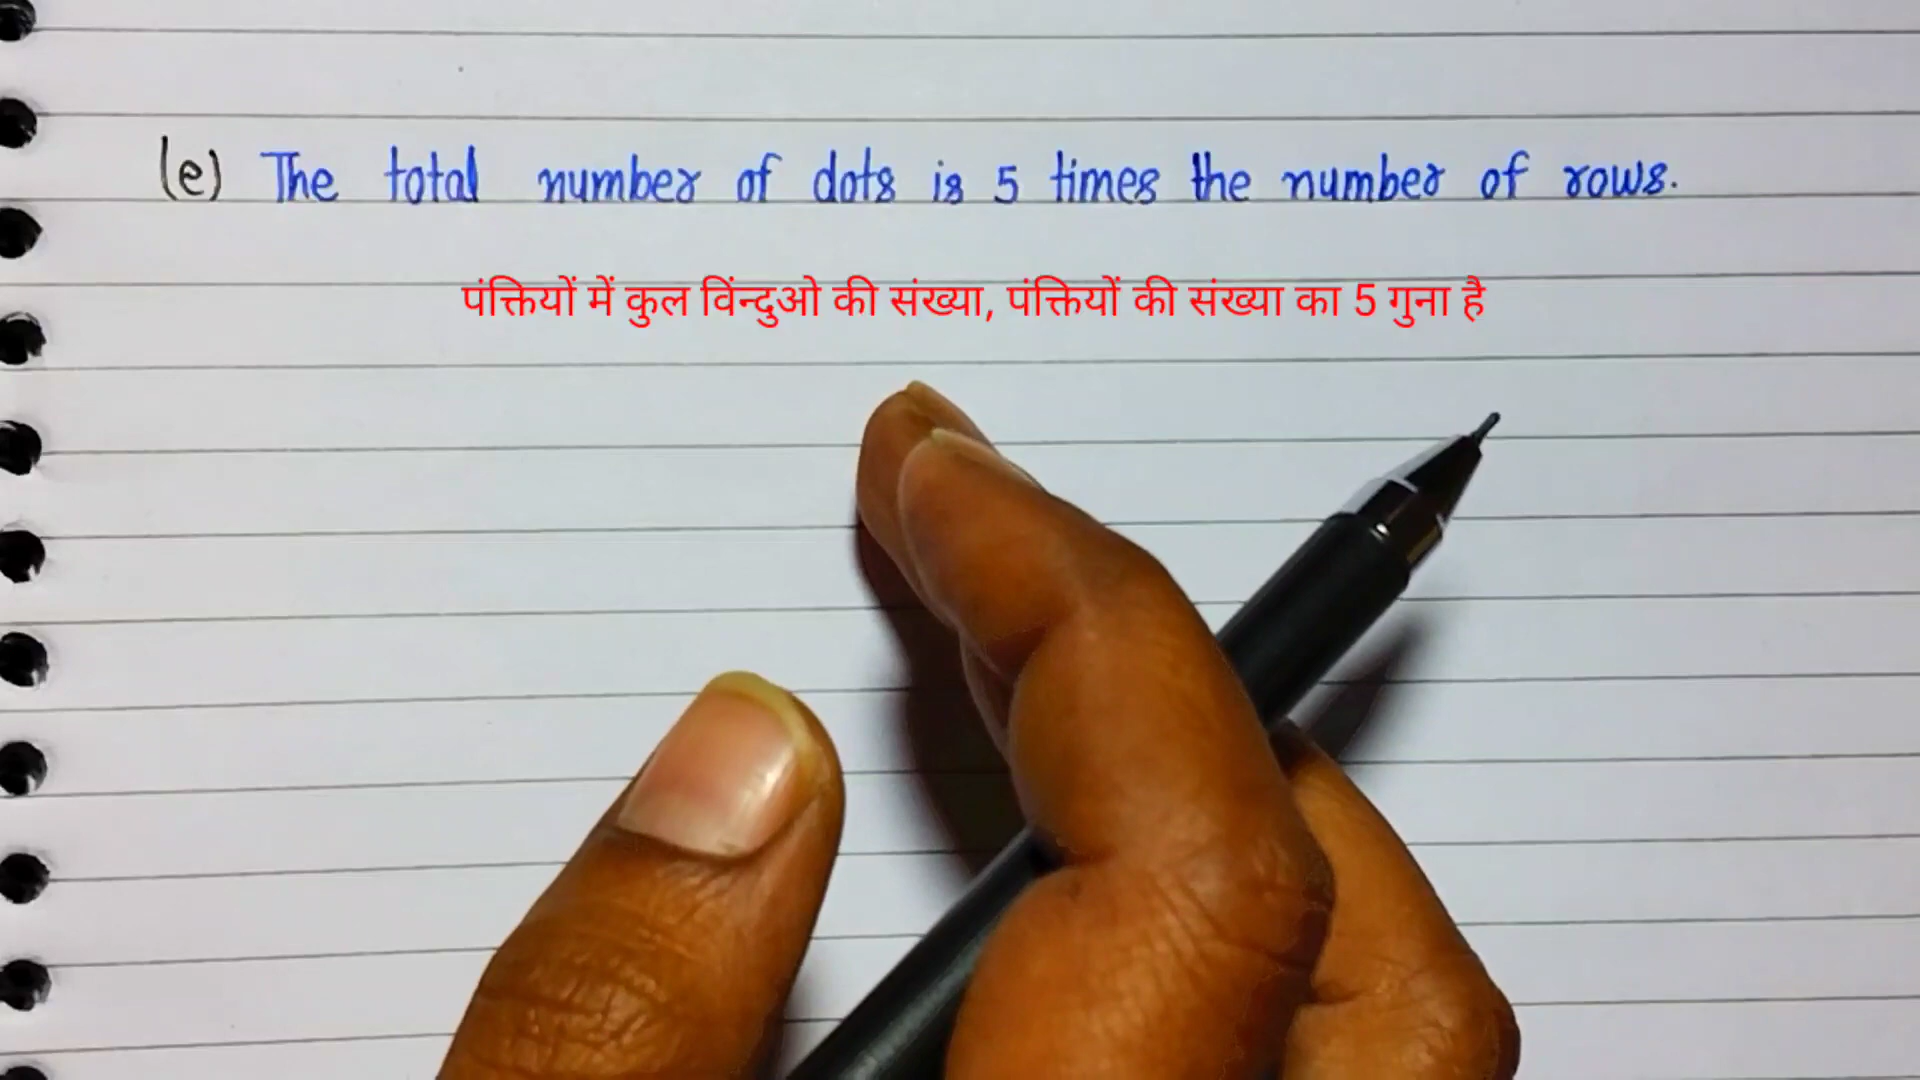 (e) The total number of dots is 5 times the number of rows.
पंक्तियों में कुल विंन्दुओ की संख्या, पंक्तियों की संख्या का 5 गुना है